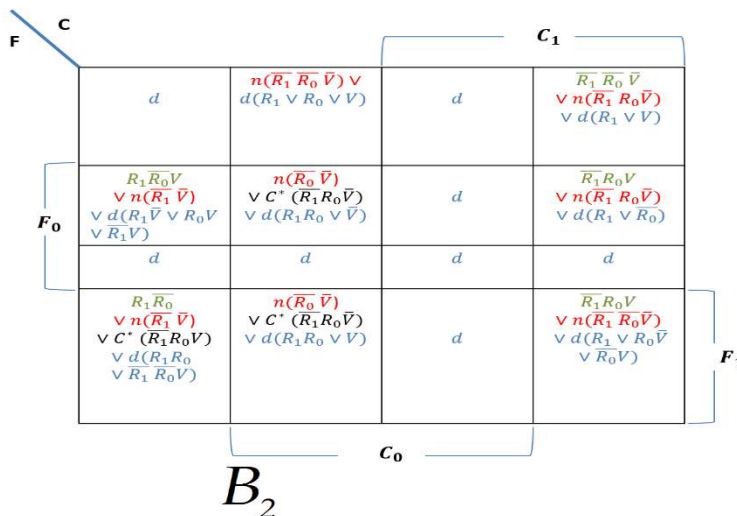 C
F
C₁
d
n(R̅₁ R̅₀ V̅) ∨
d(R₁ ∨ R₀ ∨ V)
d
R̅₁ R̅₀ V̅
∨ n(R̅₁ R₀V̅)
∨ d(R₁ ∨ V)
F₀
R₁R̅₀V
∨ n(R̅₁ V̅)
∨ d(R₁V̅ ∨ R₀V
∨ R̅₁V)
n(R̅₀ V̅)
∨ C* (R̅₁R₀V̅)
∨ d(R₁R₀ ∨ V̅)
d
R̅₁R₀V
∨ n(R̅₁ R₀V̅)
∨ d(R₁ ∨ R̅₀)
d
d
d
d
R₁R̅₀
∨ n(R̅₁ V̅)
∨ C* (R̅₁R₀V)
∨ d(R₁R₀
∨ R̅₁ R̅₀V)
n(R̅₀ V̅)
∨ C* (R̅₁R₀V̅)
∨ d(R₁R₀ ∨ V)
d
R̅₁R₀V
∨ n(R̅₁ R̅₀V̅)
∨ d(R₁ ∨ R₀V̅
∨ R̅₀V)
C₀
B₂